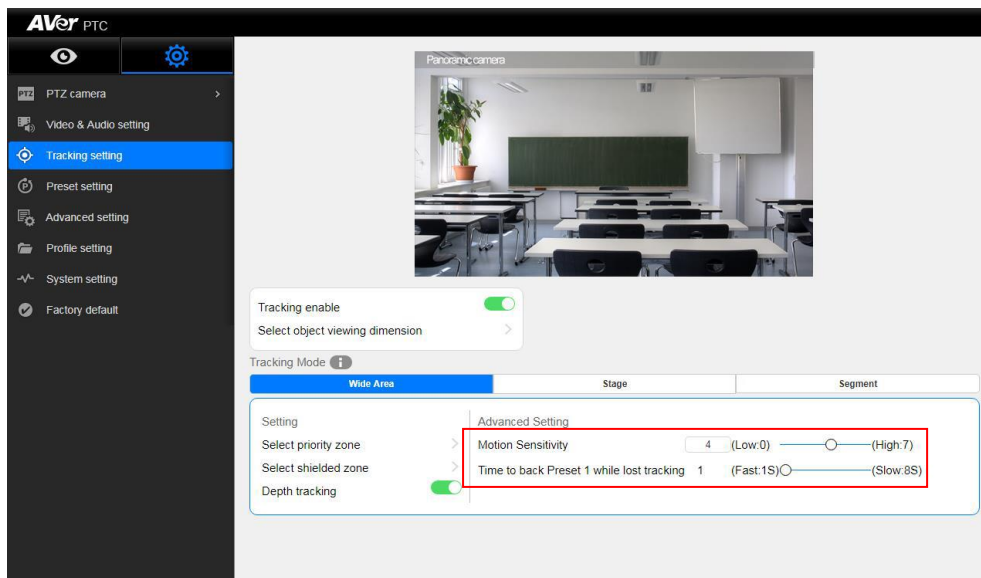 AVer PTC
Panoramic camera
PTZ PTZ camera
Video & Audio setting
Tracking setting
Preset setting
Advanced setting
Profile setting
System setting
Factory default
Tracking enable
Select object viewing dimension
Tracking Mode i
Wide Area Stage Segment
Setting Advanced Setting
Select priority zone Motion Sensitivity 4 (Low:0) (High:7)
Select shielded zone Time to back Preset 1 while lost tracking 1 (Fast:1S) (Slow:8S)
Depth tracking